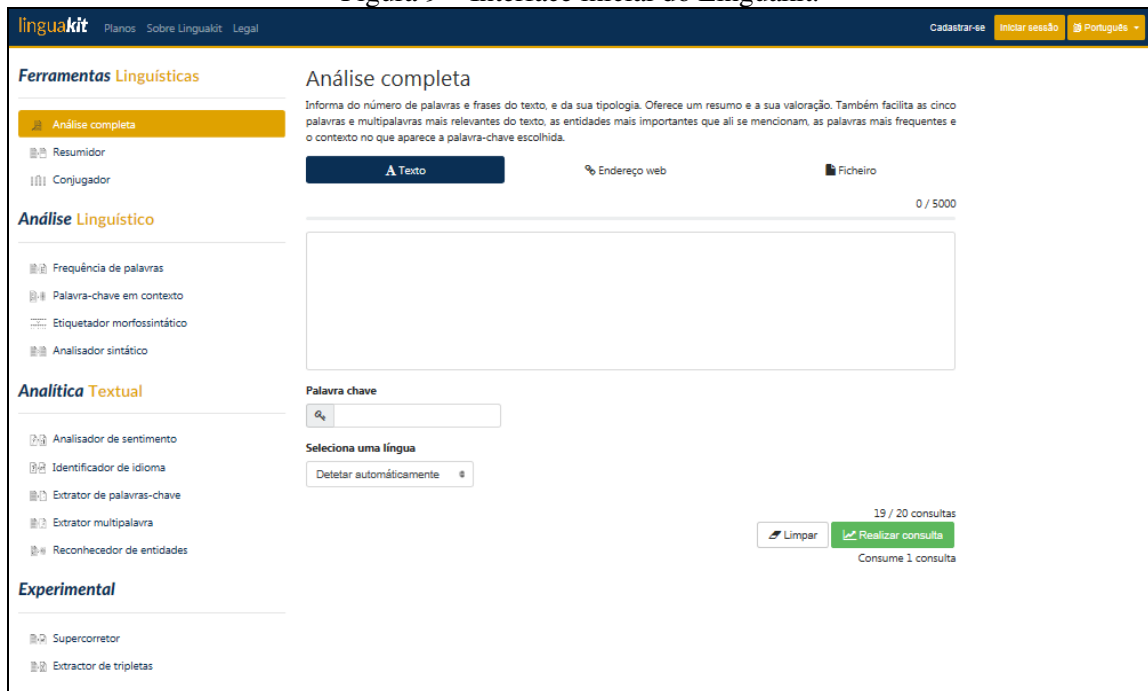 Figura 9 – Interface inicial do Linguakit.
linguakit Planos Sobre Linguakit Legal Cadastrar-se Iniciar sessão Português
Ferramentas Linguísticas
Análise completa
Resumidor
Conjugador
Análise Linguístico
Frequência de palavras
Palavra-chave em contexto
Etiquetador morfossintático
Analisador sintático
Analítica Textual
Analisador de sentimento
Identificador de idioma
Extrator de palavras-chave
Extrator multipalavra
Reconhecedor de entidades
Experimental
Supercorretor
Extractor de tripletas
Análise completa
Informa do número de palavras e frases do texto, e da sua tipologia. Oferece um resumo e a sua valoração. Também facilita as cinco
palavras e multipalavras mais relevantes do texto, as entidades mais importantes que ali se mencionam, as palavras mais frequentes e
o contexto no que aparece a palavra-chave escolhida.
Texto Endereço web Ficheiro
0 / 5000
Palavra chave
Seleciona uma língua
Detetar automáticamente
19 / 20 consultas
Limpar Realizar consulta
Consume 1 consulta